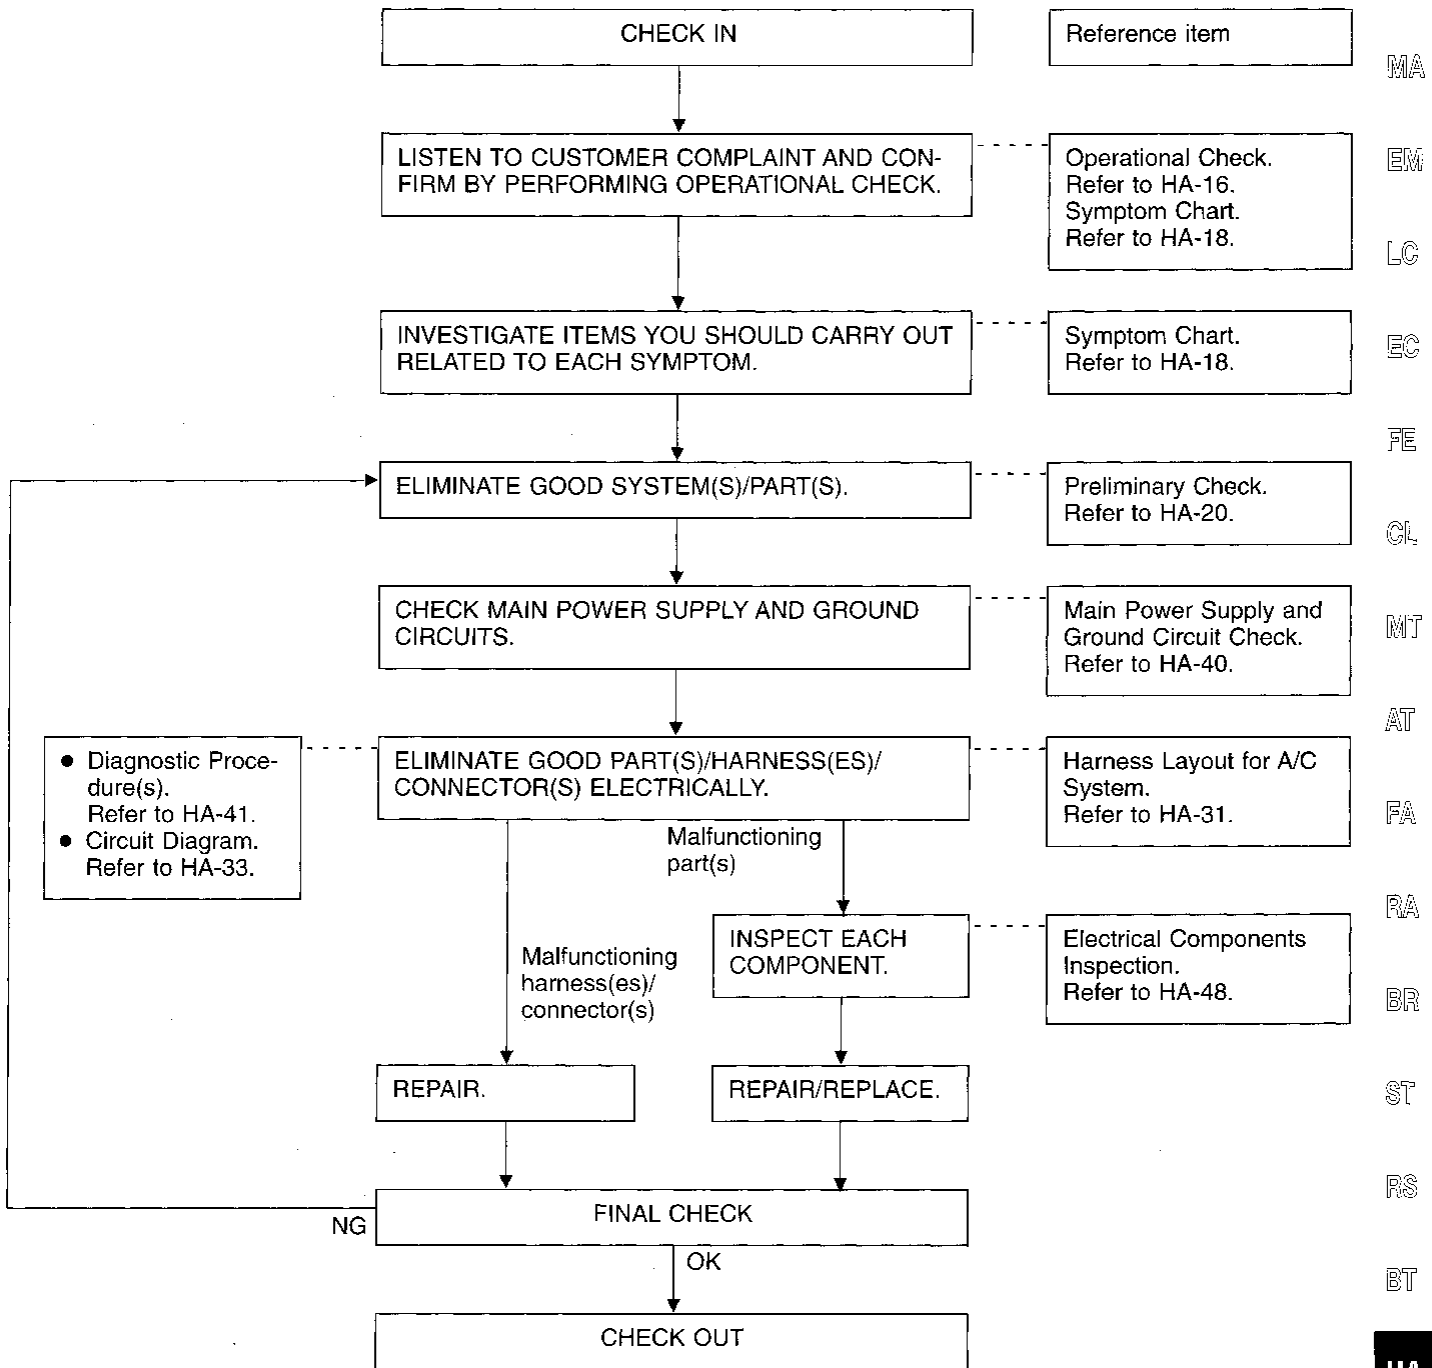 CHECK IN
Reference item
MA
LISTEN TO CUSTOMER COMPLAINT AND CON-
FIRM BY PERFORMING OPERATIONAL CHECK.
Operational Check.
Refer to HA-16.
Symptom Chart.
Refer to HA-18.
EM
LC
INVESTIGATE ITEMS YOU SHOULD CARRY OUT
RELATED TO EACH SYMPTOM.
Symptom Chart.
Refer to HA-18.
EC
FE
ELIMINATE GOOD SYSTEM(S)/PART(S).
Preliminary Check.
Refer to HA-20.
CL
CHECK MAIN POWER SUPPLY AND GROUND
CIRCUITS.
Main Power Supply and
Ground Circuit Check.
Refer to HA-40.
MT
AT
● Diagnostic Proce-
dure(s).
Refer to HA-41.
● Circuit Diagram.
Refer to HA-33.
ELIMINATE GOOD PART(S)/HARNESS(ES)/
CONNECTOR(S) ELECTRICALLY.
Harness Layout for A/C
System.
Refer to HA-31.
FA
Malfunctioning
part(s)
RA
Malfunctioning
harness(es)/
connector(s)
INSPECT EACH
COMPONENT.
Electrical Components
Inspection.
Refer to HA-48.
BR
REPAIR.
REPAIR/REPLACE.
ST
RS
FINAL CHECK
NG
OK
BT
CHECK OUT
HA